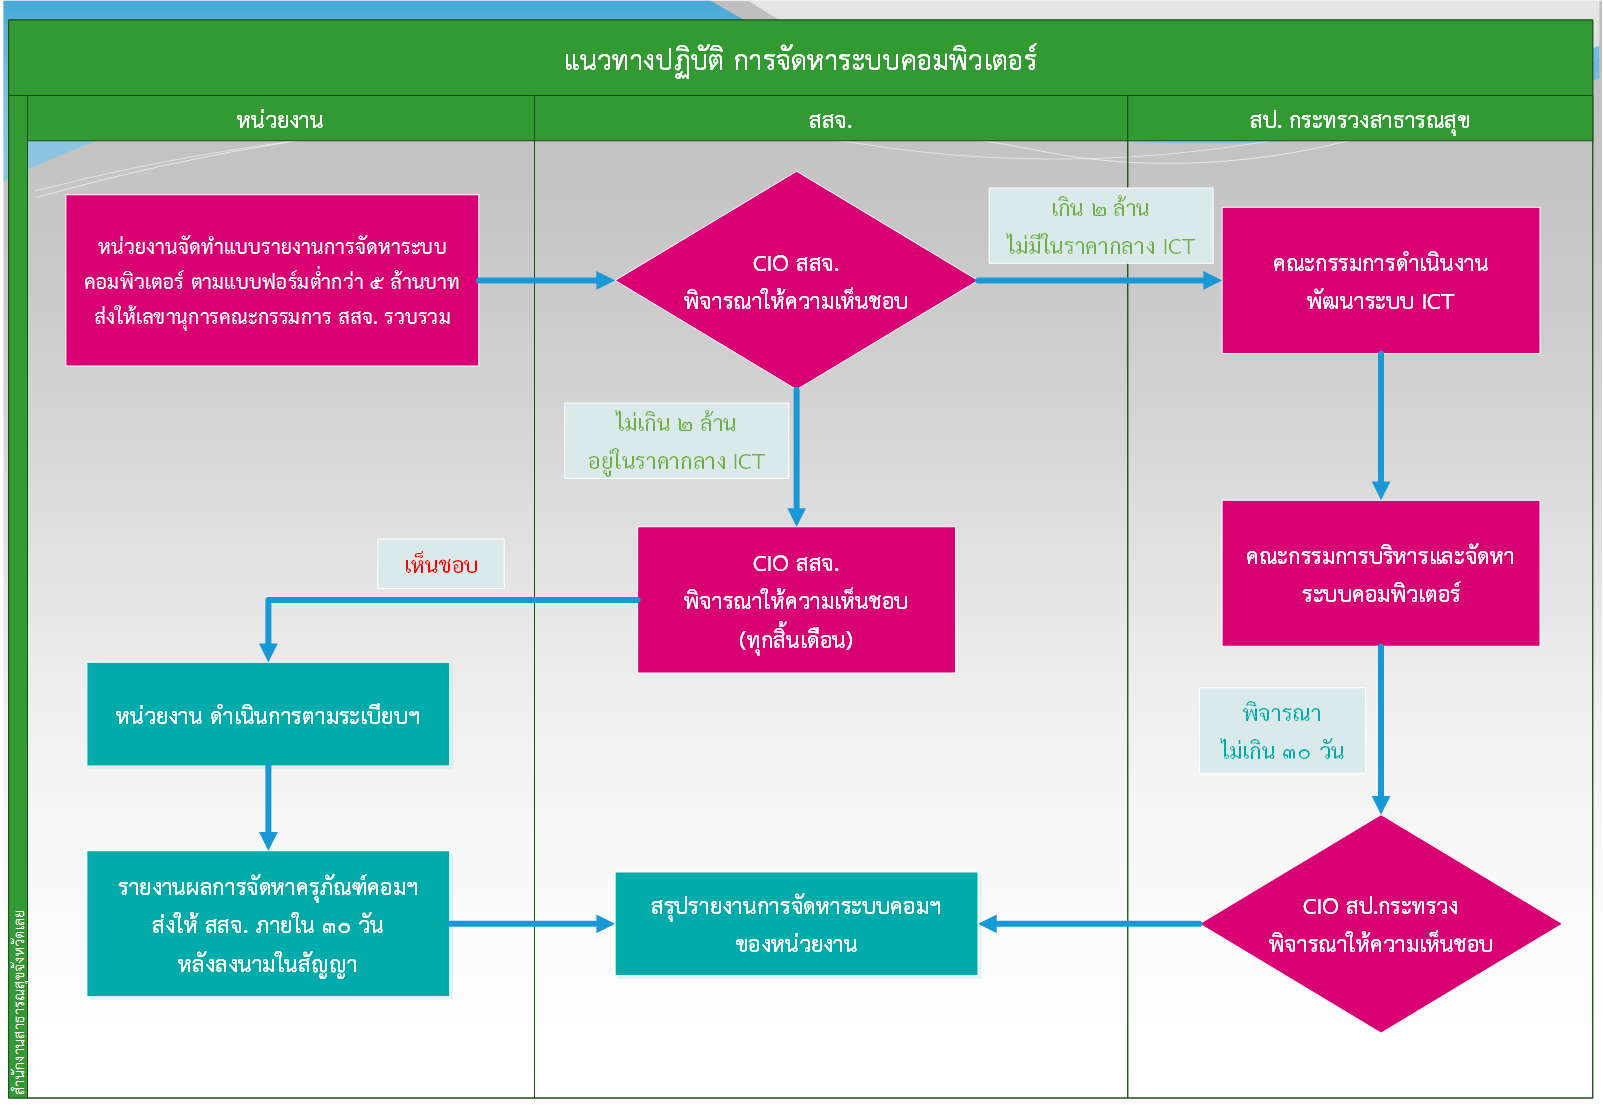 แนวทางปฏิบัติ การจัดหาระบบคอมพิวเตอร์
หน่วยงาน
สสจ.
สป. กระทรวงสาธารณสุข
หน่วยงานจัดทำแบบรายงานการจัดหาระบบ
คอมพิวเตอร์ ตามแบบฟอร์มต่ำกว่า ๕ ล้านบาท
ส่งให้เลขานุการคณะกรรมการ สสจ. รวบรวม
CIO สสจ.
พิจารณาให้ความเห็นชอบ
เกิน ๒ ล้าน
ไม่มีในราคากลาง ICT
คณะกรรมการดำเนินงาน
พัฒนาระบบ ICT
ไม่เกิน ๒ ล้าน
อยู่ในราคากลาง ICT
เห็นชอบ
CIO สสจ.
พิจารณาให้ความเห็นชอบ
(ทุกสิ้นเดือน)
คณะกรรมการบริหารและจัดหา
ระบบคอมพิวเตอร์
หน่วยงาน ดำเนินการตามระเบียบฯ
พิจารณา
ไม่เกิน ๓๐ วัน
รายงานผลการจัดหาครุภัณฑ์คอมฯ
ส่งให้ สสจ. ภายใน ๓๐ วัน
หลังลงนามในสัญญา
สรุปรายงานการจัดหาระบบคอมฯ
ของหน่วยงาน
CIO สป.กระทรวง
พิจารณาให้ความเห็นชอบ
สำนักงานสาธารณสุขจังหวัดเลย